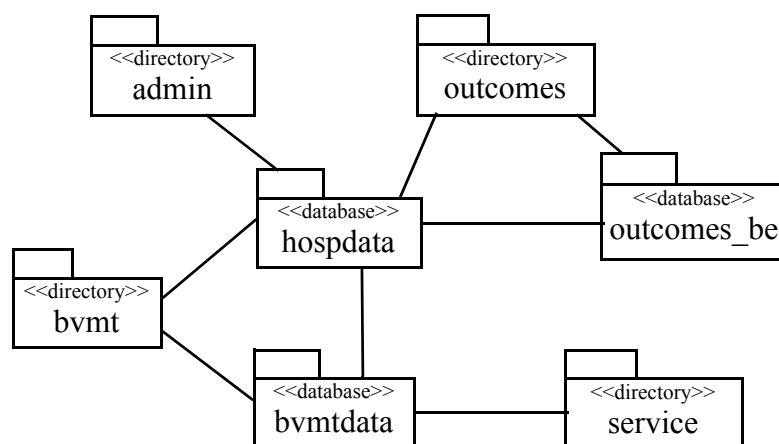 <<directory>>
admin
<<directory>>
outcomes
<<database>>
hospdata
<<database>>
outcomes_be
<<directory>>
bvmt
<<database>>
bvmtdata
<<directory>>
service